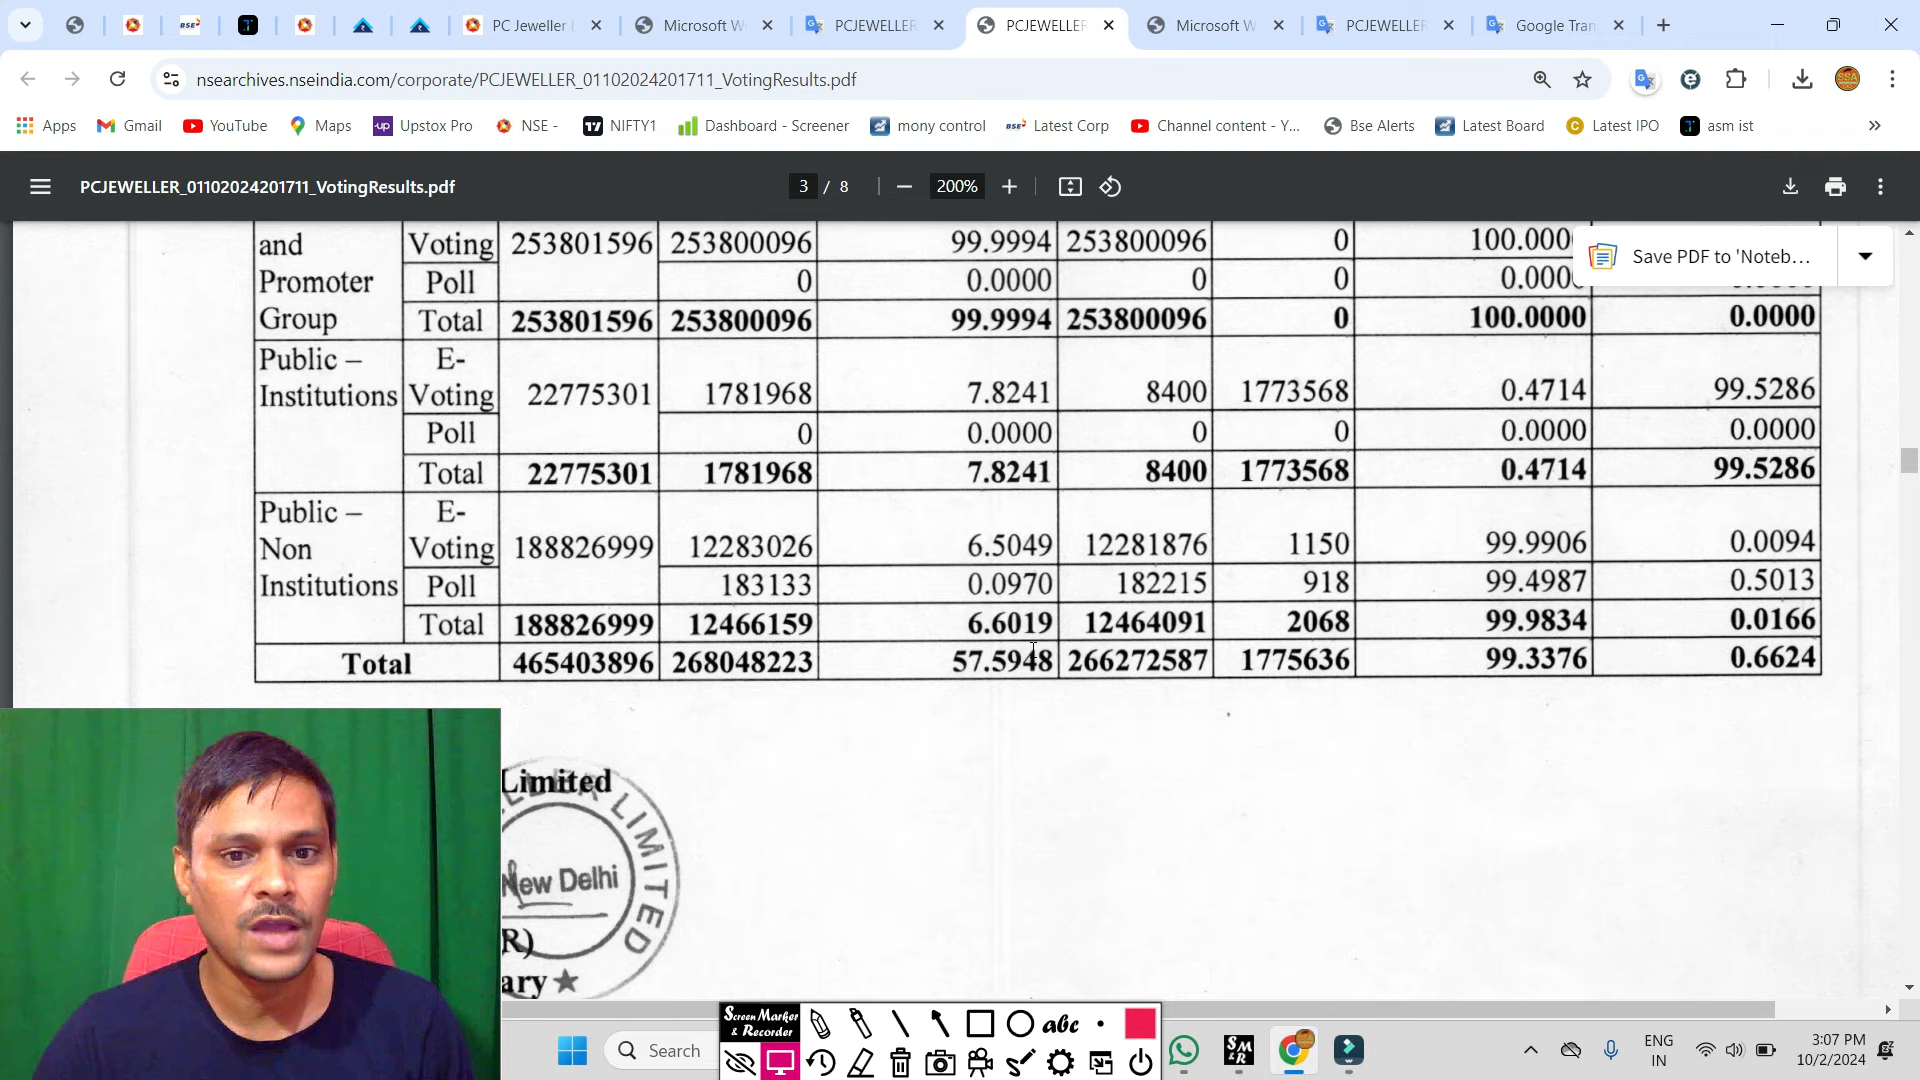 PC Jeweller
Microsoft W
PCJEWELLER
PCJEWELLER
Microsoft W
PCJEWELLER
Google Tran
nsearchives.nseindia.com/corporate/PCJEWELLER_01102024201711_VotingResults.pdf
Apps
Gmail
YouTube
Maps
Upstox Pro
NSE -
NIFTY1
Dashboard - Screener
mony control
Latest Corp
Channel content - Y...
Bse Alerts
Latest Board
Latest IPO
asm ist
PCJEWELLER_01102024201711_VotingResults.pdf
3 / 8
200%
Save PDF to 'Noteb...
and Promoter Group
Voting 253801596 253800096 99.9994 253800096 0 100.000
Poll 0 0.0000 0 0 0.000
Total 253801596 253800096 99.9994 253800096 0 100.0000 0.0000
Public – Institutions
E-Voting 22775301 1781968 7.8241 8400 1773568 0.4714 99.5286
Poll 0 0.0000 0 0 0.0000 0.0000
Total 22775301 1781968 7.8241 8400 1773568 0.4714 99.5286
Public – Non Institutions
E-Voting 188826999 12283026 6.5049 12281876 1150 99.9906 0.0094
Poll 183133 0.0970 182215 918 99.4987 0.5013
Total 188826999 12466159 6.6019 12464091 2068 99.9834 0.0166
Total 465403896 268048223 57.5948 266272587 1775636 99.3376 0.6624
Limited
LLER LIMITED
New Delhi
R)
ary
Screen Marker
& Recorder
abc
Search
SM
&R
ENG
IN
3:07 PM
10/2/2024